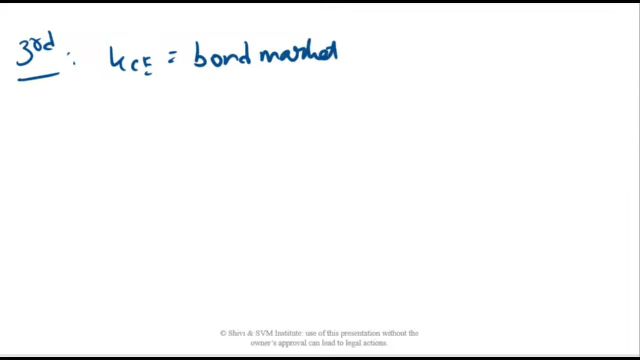 3rd : kCE = bond market
© Shivi & SVM Institute: use of this presentation without the
owner's approval can lead to legal actions.